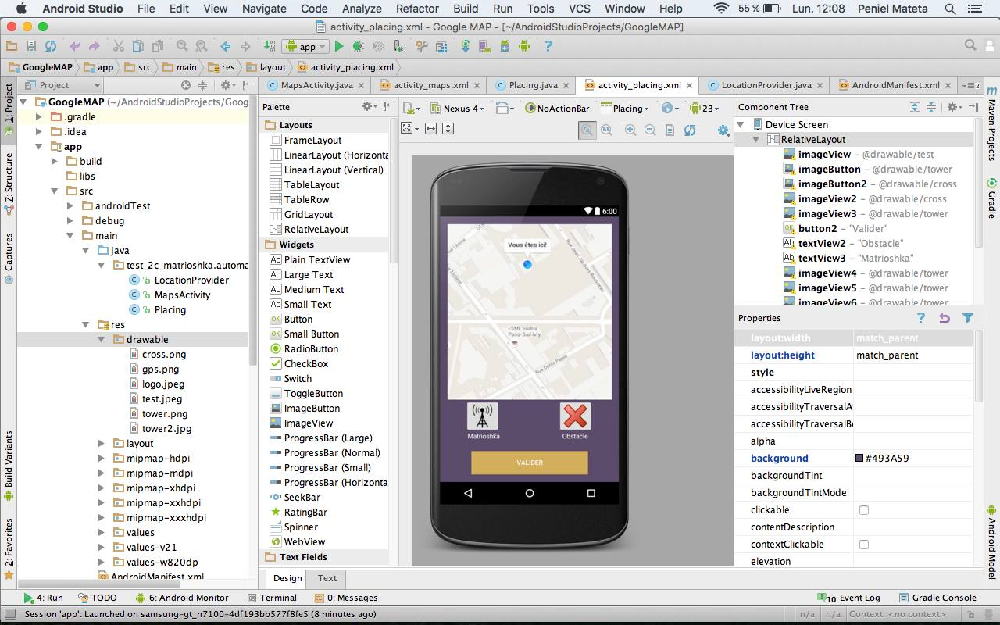 Android Studio File Edit View Navigate Code Analyze Refactor Build Run Tools VCS Window Help 55 % Lun. 12:08 Peniel Mateta
activity_placing.xml - Google MAP - [~/AndroidStudioProjects/GoogleMAP]
app
GoogleMAP app src main res layout activity_placing.xml
1: Project
Z: Structure
Captures
Build Variants
2: Favorites
Project
GoogleMAP (~/AndroidStudioProjects/Goog
.gradle
.idea
app
build
libs
src
androidTest
debug
main
java
test_2c_matrioshka.automa
LocationProvider
MapsActivity
Placing
res
drawable
cross.png
gps.png
logo.jpeg
test.jpeg
tower.png
tower2.jpg
layout
mipmap-hdpi
mipmap-mdpi
mipmap-xhdpi
mipmap-xxhdpi
mipmap-xxxhdpi
values
values-v21
values-w820dp
AndroidManifest.xml
MapsActivity.java activity_maps.xml Placing.java activity_placing.xml LocationProvider.java AndroidManifest.xml
Palette
Layouts
FrameLayout
LinearLayout (Horizonta
LinearLayout (Vertical)
TableLayout
TableRow
GridLayout
RelativeLayout
Widgets
Plain TextView
Large Text
Medium Text
Small Text
Button
Small Button
RadioButton
CheckBox
Switch
ToggleButton
ImageButton
ImageView
ProgressBar (Large)
ProgressBar (Normal)
ProgressBar (Small)
ProgressBar (Horizonta
SeekBar
RatingBar
Spinner
WebView
Text Fields
Nexus 4 NoActionBar Placing 23
6:00
Vous êtes ici!
Rue Jean-Jacques Rousseau
Rue Molière
ESME Sudria
Paris-Sud Ivry
Rue Denis Papin
Matrioshka Obstacle
VALIDER
Design Text
Component Tree
Device Screen
RelativeLayout
imageView - @drawable/test
imageButton - @drawable/tower
imageButton2 - @drawable/cross
imageView2 - @drawable/cross
imageView3 - @drawable/tower
button2 - "Valider"
textView2 - "Obstacle"
textView3 - "Matrioshka"
imageView4 - @drawable/tower
imageView5 - @drawable/tower
imageView6 - @drawable/tower
Properties
layout:width match_parent
layout:height match_parent
style
accessibilityLiveRegion
accessibilityTraversalA
accessibilityTraversalBe
alpha
background #493A59
backgroundTint
backgroundTintMode
clickable
contentDescription
contextClickable
elevation
Maven Projects
Gradle
Android Model
4: Run TODO 6: Android Monitor Terminal 0: Messages 10 Event Log Gradle Console
Session 'app': Launched on samsung-gt_n7100-4df193bb577f8fe5 (8 minutes ago) n/a n/a Context: <no context>